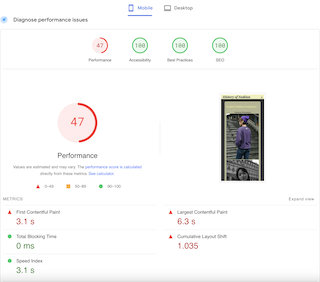 Mobile
Desktop
Diagnose performance issues
47
100
100
100
Performance
Accessibility
Best Practices
SEO
47
Performance
Values are estimated and may vary. The performance score is calculated
directly from these metrics. See calculator.
0–49
50–89
90–100
METRICS
Expand view
First Contentful Paint
3.1 s
Largest Contentful Paint
6.3 s
Total Blocking Time
0 ms
Cumulative Layout Shift
1.035
Speed Index
3.1 s